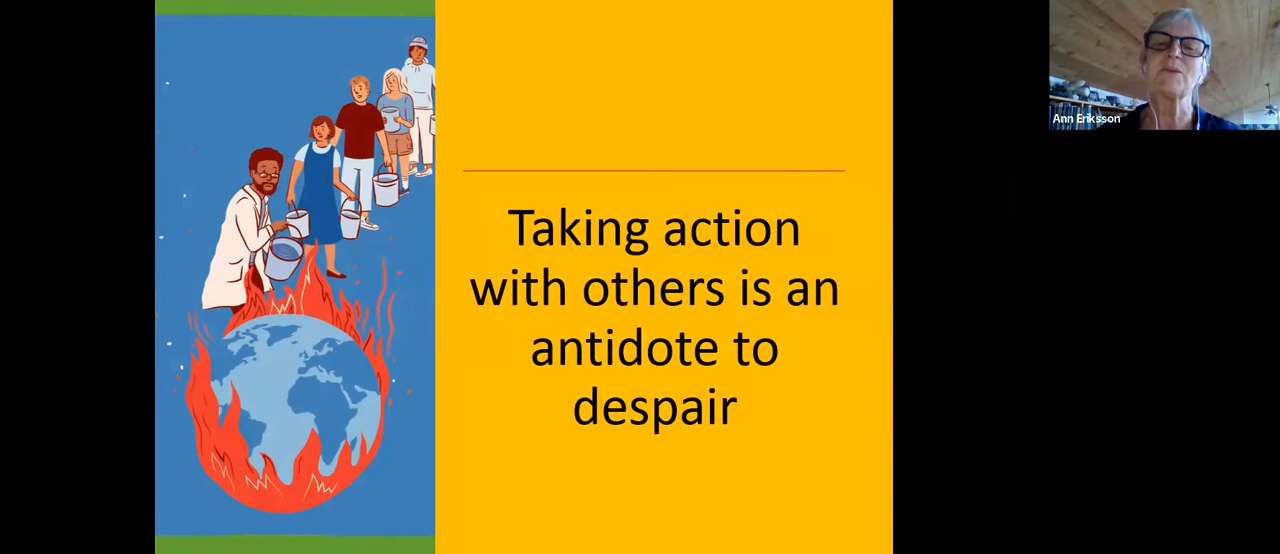 Taking action
with others is an
antidote to
despair
Ann Eriksson